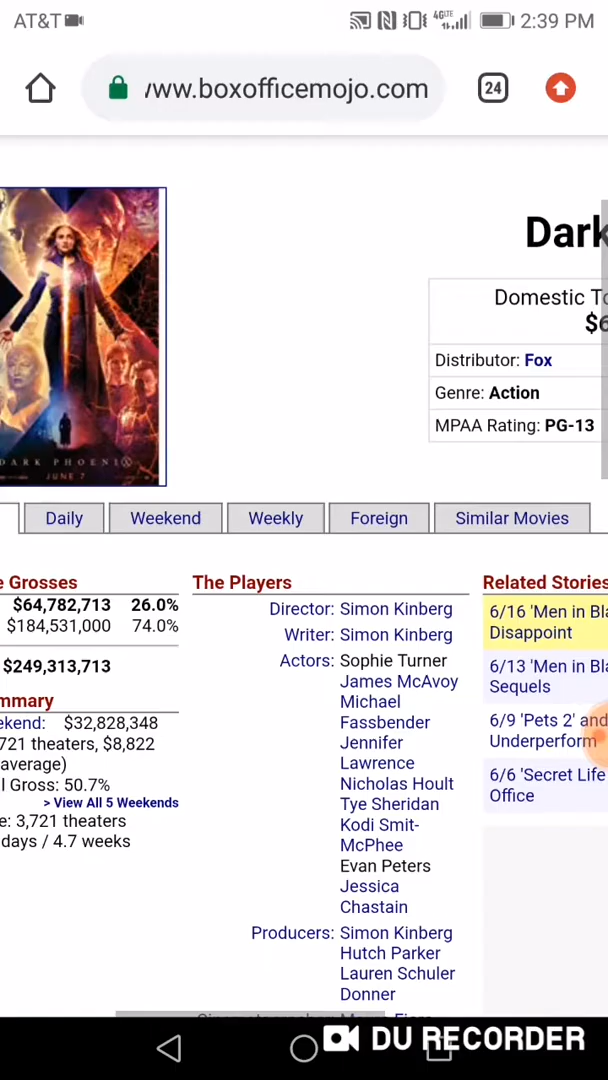 AT&T
4G LTE
2:39 PM
www.boxofficemojo.com
24
Dark
Domestic To
$6
Distributor: Fox
Genre: Action
MPAA Rating: PG-13
DARK PHOENIX
JUNE 7
Daily
Weekend
Weekly
Foreign
Similar Movies
e Grosses
$64,782,713 26.0%
$184,531,000 74.0%
$249,313,713
mmary
ekend: $32,828,348
721 theaters, $8,822
average)
l Gross: 50.7%
> View All 5 Weekends
e: 3,721 theaters
days / 4.7 weeks
The Players
Director: Simon Kinberg
Writer: Simon Kinberg
Actors: Sophie Turner
James McAvoy
Michael
Fassbender
Jennifer
Lawrence
Nicholas Hoult
Tye Sheridan
Kodi Smit-
McPhee
Evan Peters
Jessica
Chastain
Producers: Simon Kinberg
Hutch Parker
Lauren Schuler
Donner
Related Stories
6/16 'Men in Bla
Disappoint
6/13 'Men in Bla
Sequels
6/9 'Pets 2' and
Underperform
6/6 'Secret Life
Office
DU RECORDER